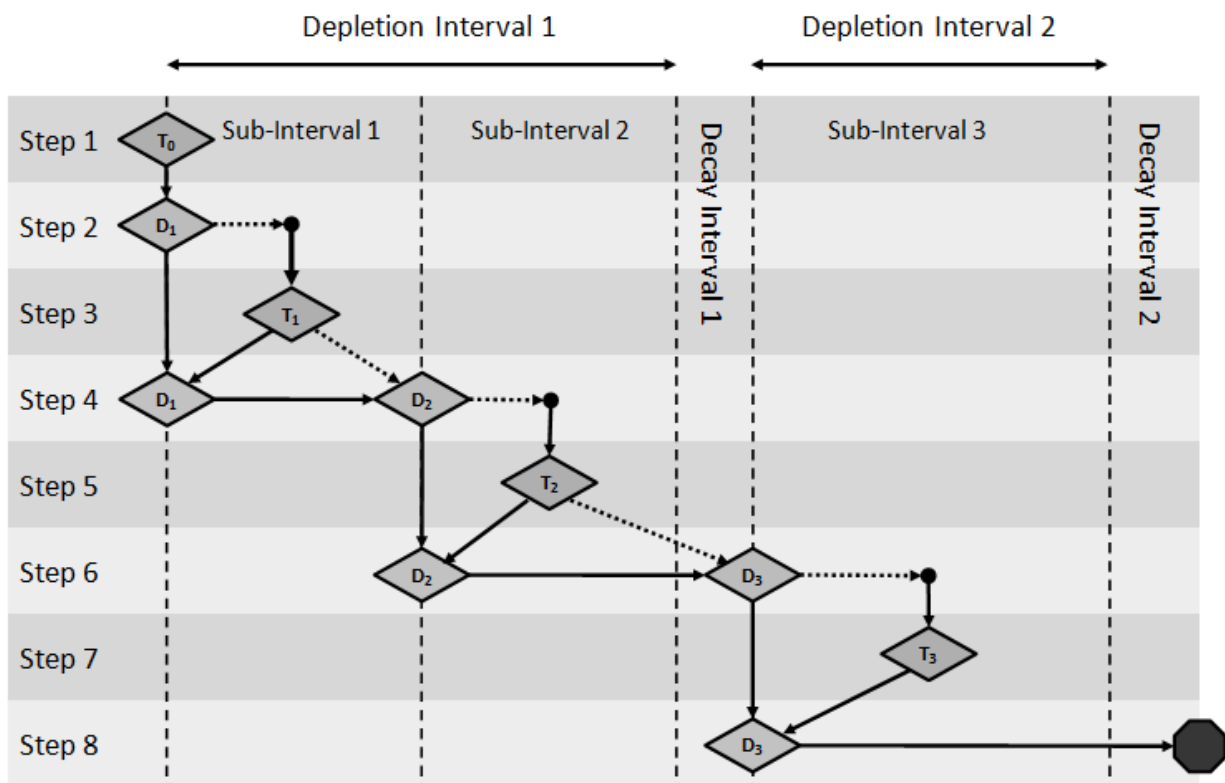 Depletion Interval 1
Depletion Interval 2
Step 1
T₀
Sub-Interval 1
Sub-Interval 2
Decay Interval 1
Sub-Interval 3
Decay Interval 2
Step 2
D₁
Step 3
T₁
Step 4
D₁
D₂
Step 5
T₂
Step 6
D₂
D₃
Step 7
T₃
Step 8
D₃